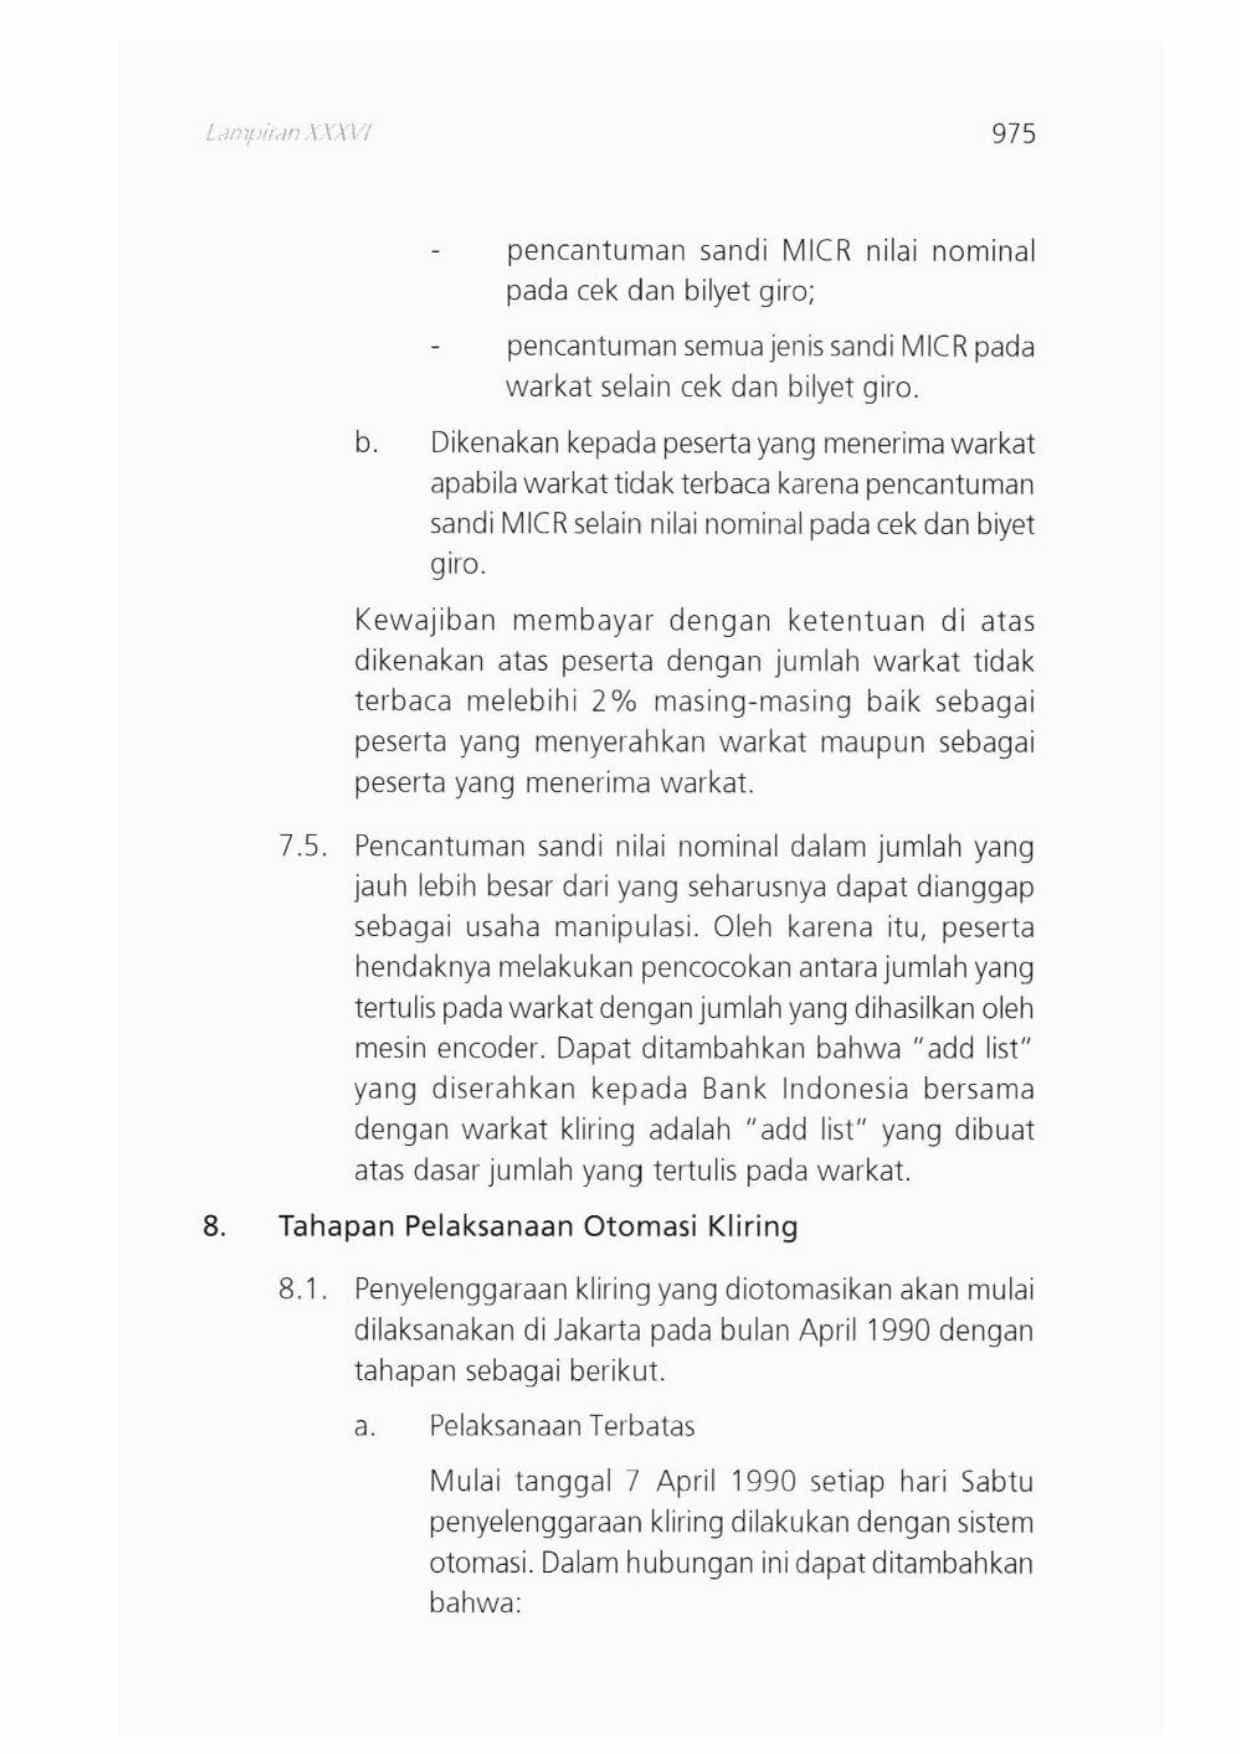 Lampiran XXXVI 975
- pencantuman sandi MICR nilai nominal
pada cek dan bilyet giro;
- pencantuman semua jenis sandi MICR pada
warkat selain cek dan bilyet giro.
b. Dikenakan kepada peserta yang menerima warkat
apabila warkat tidak terbaca karena pencantuman
sandi MICR selain nilai nominal pada cek dan biyet
giro.
Kewajiban membayar dengan ketentuan di atas
dikenakan atas peserta dengan jumlah warkat tidak
terbaca melebihi 2% masing-masing baik sebagai
peserta yang menyerahkan warkat maupun sebagai
peserta yang menerima warkat.
7.5. Pencantuman sandi nilai nominal dalam jumlah yang
jauh lebih besar dari yang seharusnya dapat dianggap
sebagai usaha manipulasi. Oleh karena itu, peserta
hendaknya melakukan pencocokan antara jumlah yang
tertulis pada warkat dengan jumlah yang dihasilkan oleh
mesin encoder. Dapat ditambahkan bahwa "add list"
yang diserahkan kepada Bank Indonesia bersama
dengan warkat kliring adalah "add list" yang dibuat
atas dasar jumlah yang tertulis pada warkat.
8. Tahapan Pelaksanaan Otomasi Kliring
8.1. Penyelenggaraan kliring yang diotomasikan akan mulai
dilaksanakan di Jakarta pada bulan April 1990 dengan
tahapan sebagai berikut.
a. Pelaksanaan Terbatas
Mulai tanggal 7 April 1990 setiap hari Sabtu
penyelenggaraan kliring dilakukan dengan sistem
otomasi. Dalam hubungan ini dapat ditambahkan
bahwa: